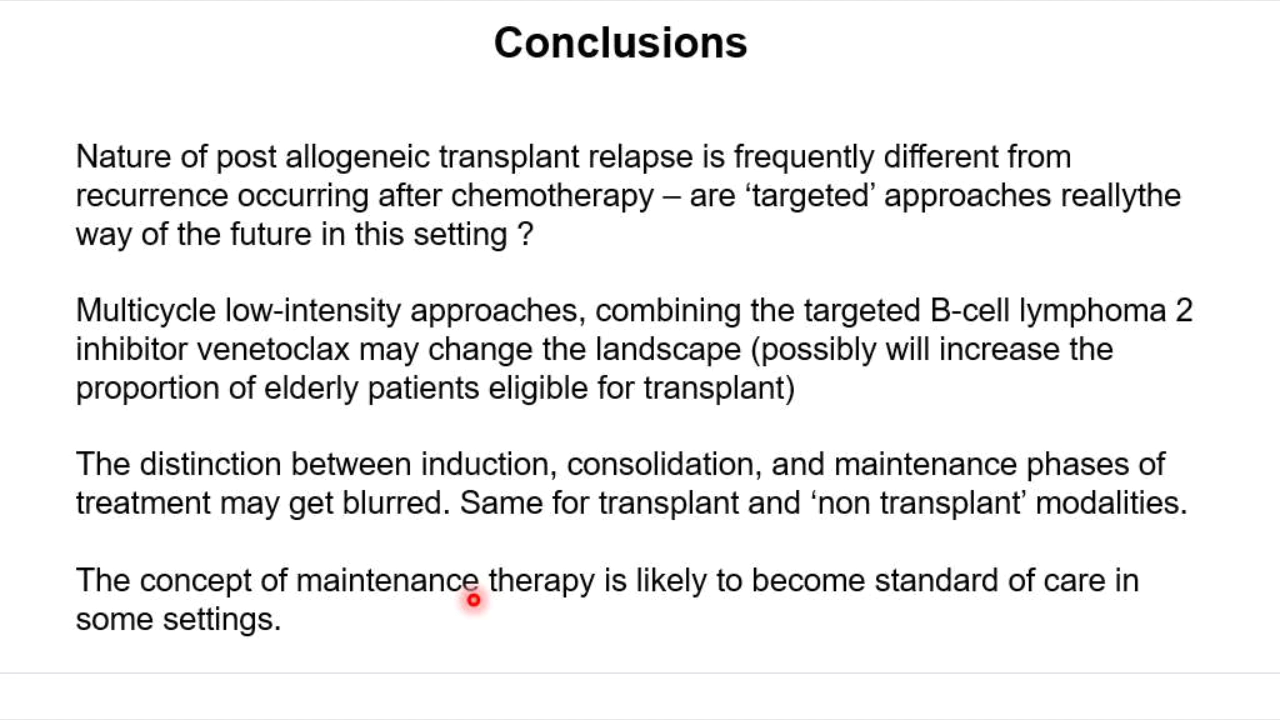 Conclusions
Nature of post allogeneic transplant relapse is frequently different from
recurrence occurring after chemotherapy – are ‘targeted’ approaches reallythe
way of the future in this setting ?
Multicycle low-intensity approaches, combining the targeted B-cell lymphoma 2
inhibitor venetoclax may change the landscape (possibly will increase the
proportion of elderly patients eligible for transplant)
The distinction between induction, consolidation, and maintenance phases of
treatment may get blurred. Same for transplant and ‘non transplant’ modalities.
The concept of maintenance therapy is likely to become standard of care in
some settings.